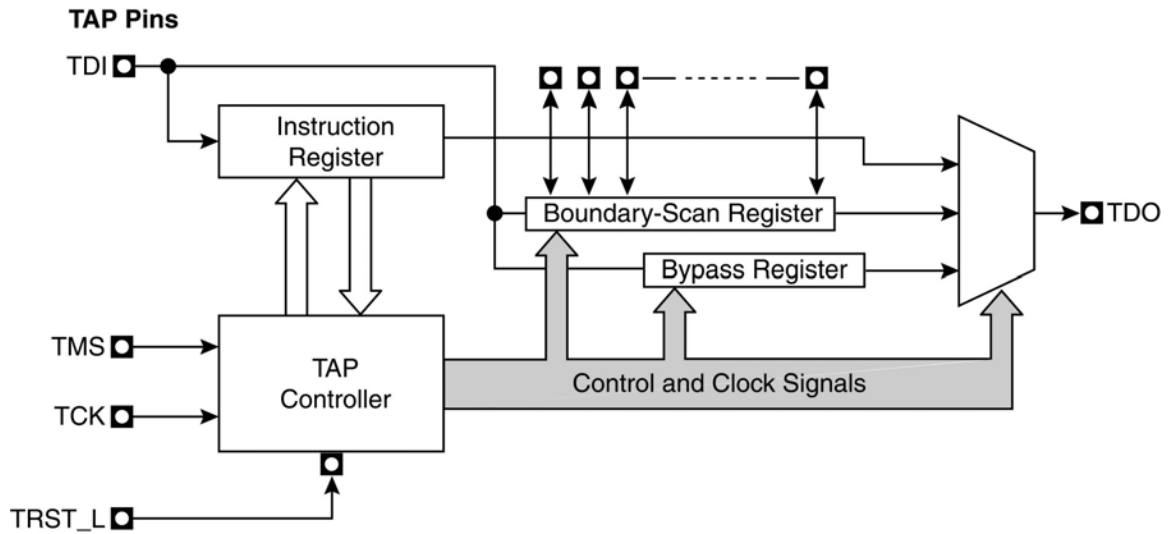 TAP Pins
TDI
Instruction
Register
Boundary-Scan Register
TDO
Bypass Register
TMS
TAP
Controller
Control and Clock Signals
TCK
TRST_L